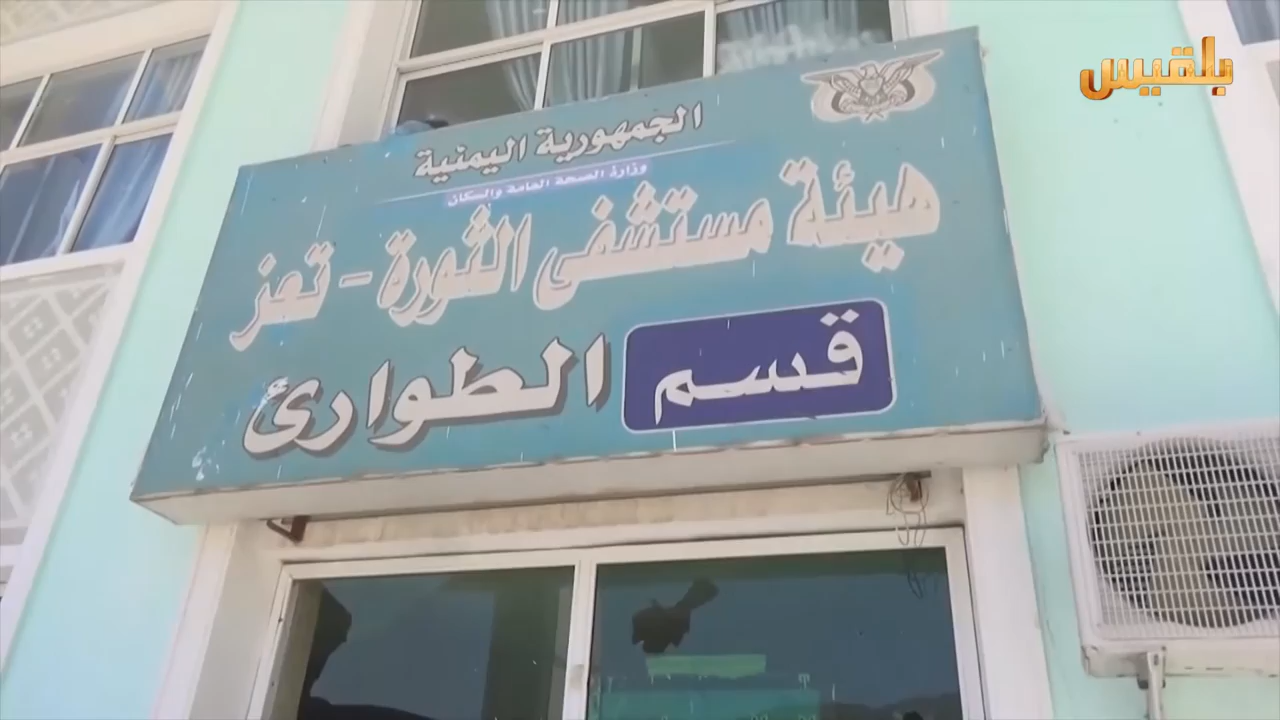 بلقيس
الجمهورية اليمنية
وزارة الصحة العامة والسكان
هيئة مستشفى الثورة - تعز
قسم الطوارئ